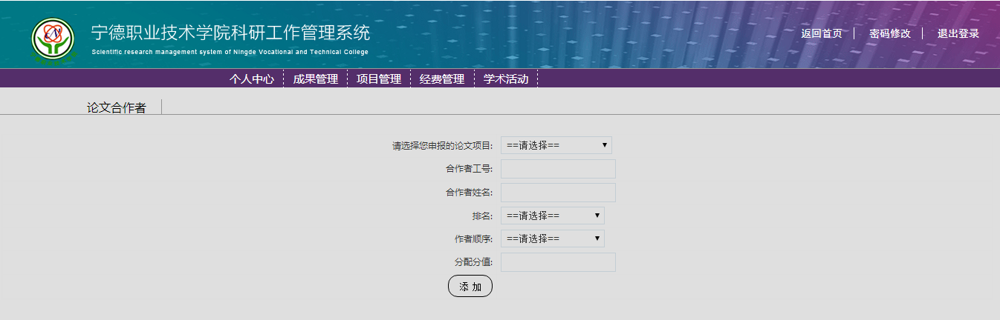 宁德职业技术学院科研工作管理系统
Scientific research management system of Ningde Vocational and Technical College
返回首页 密码修改 退出登录
个人中心 成果管理 项目管理 经费管理 学术活动
论文合作者
请选择您申报的论文项目: ==请选择==
合作者工号:
合作者姓名:
排名: ==请选择==
作者顺序: ==请选择==
分配分值:
添 加